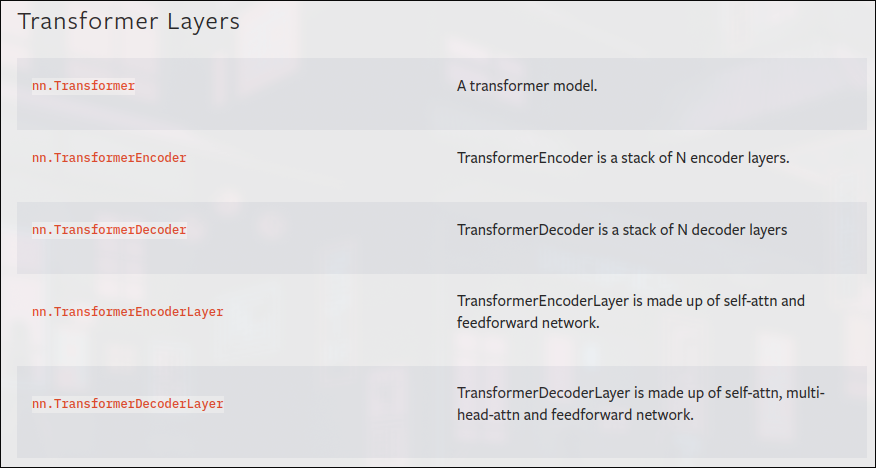 Transformer Layers
nn.Transformer
A transformer model.
nn.TransformerEncoder
TransformerEncoder is a stack of N encoder layers.
nn.TransformerDecoder
TransformerDecoder is a stack of N decoder layers
nn.TransformerEncoderLayer
TransformerEncoderLayer is made up of self-attn and
feedforward network.
nn.TransformerDecoderLayer
TransformerDecoderLayer is made up of self-attn, multi-
head-attn and feedforward network.